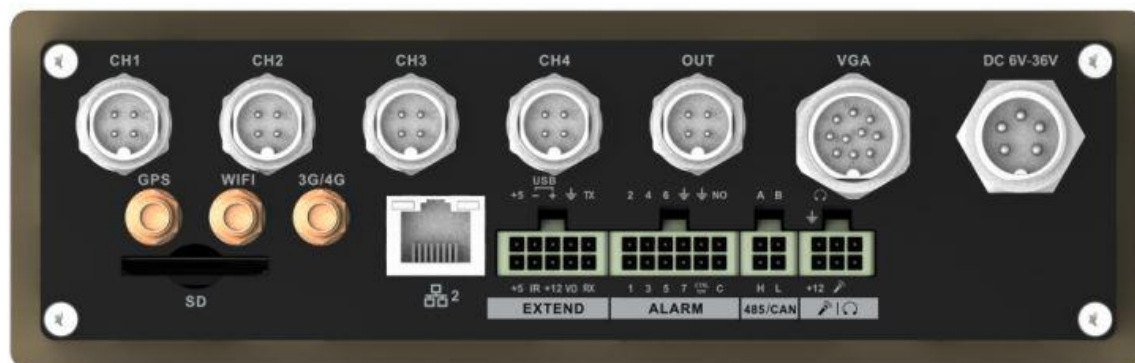 CH1 CH2 CH3 CH4 OUT VGA DC 6V-36V
GPS WIFI 3G/4G
USB
+5 − + TX 2 4 6 NO A B
SD
2
+5 IR +12 VO RX 1 3 5 7 C H L +12
EXTEND ALARM 485/CAN